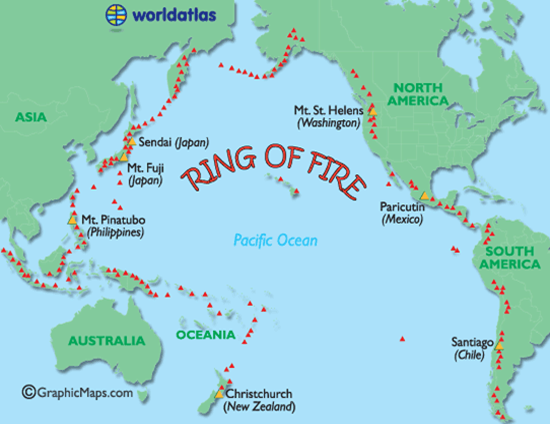 worldatlas
NORTH
AMERICA
ASIA
Mt. St. Helens
(Washington)
Sendai (Japan)
RING OF FIRE
Mt. Fuji
(Japan)
Paricutin
(Mexico)
Mt. Pinatubo
(Philippines)
Pacific Ocean
SOUTH
AMERICA
AUSTRALIA
OCEANIA
Santiago
(Chile)
©GraphicMaps.com
Christchurch
(New Zealand)